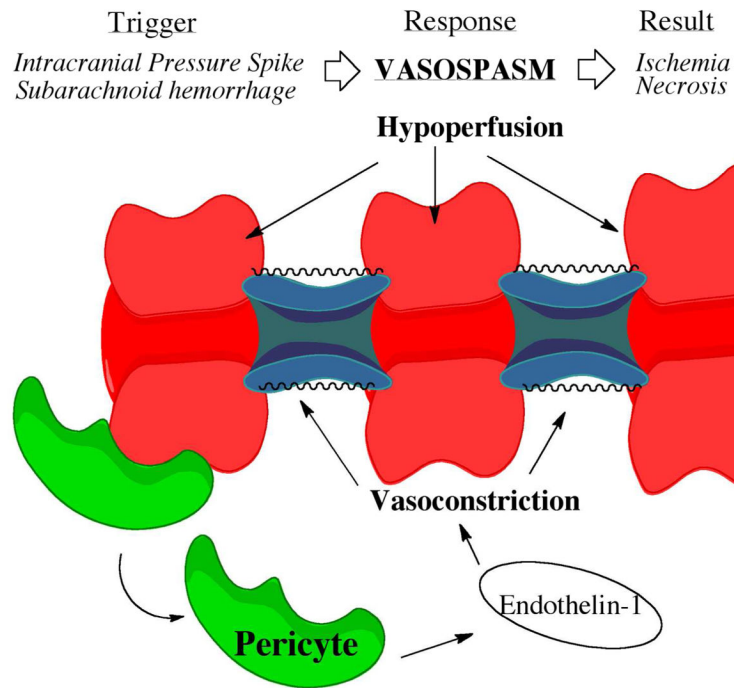 Trigger
Response
Result
Intracranial Pressure Spike
Subarachnoid hemorrhage
VASOSPASM
Ischemia
Necrosis
Hypoperfusion
Vasoconstriction
Endothelin-1
Pericyte